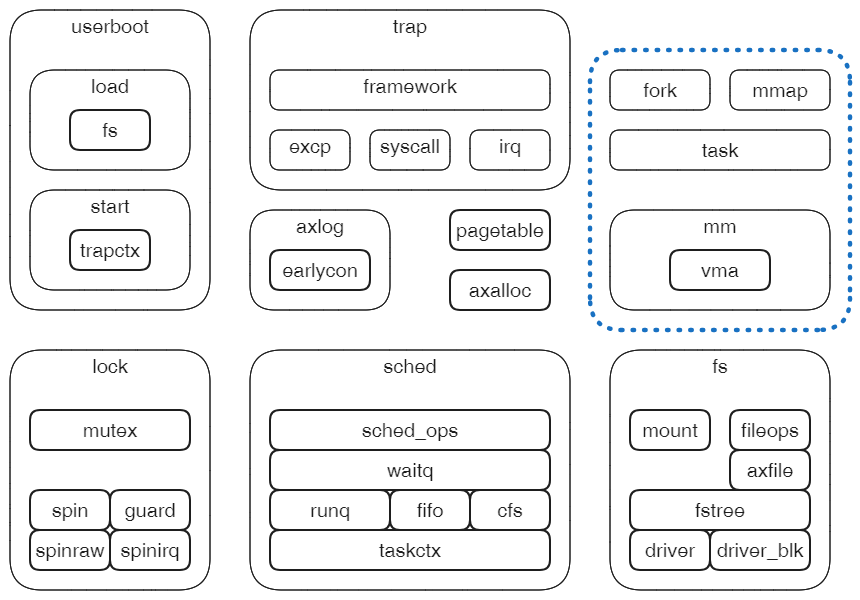 userboot
load
fs
start
trapctx
trap
framework
excp
syscall
irq
axlog
earlycon
pagetable
axalloc
fork
mmap
task
mm
vma
lock
mutex
spin
guard
spinraw
spinirq
sched
sched_ops
waitq
runq
fifo
cfs
taskctx
fs
mount
fileops
axfile
fstree
driver
driver_blk